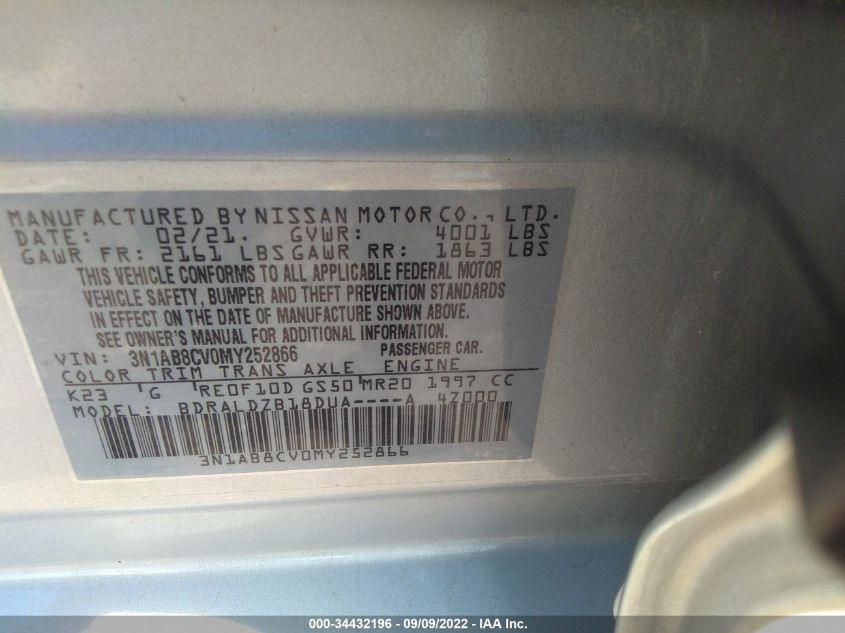 MANUFACTURED BY NISSAN MOTOR CO., LTD.
DATE: 02/21. GVWR: 4001 LBS
GAWR FR: 2161 LBS GAWR RR: 1863 LBS
THIS VEHICLE CONFORMS TO ALL APPLICABLE FEDERAL MOTOR
VEHICLE SAFETY, BUMPER AND THEFT PREVENTION STANDARDS
IN EFFECT ON THE DATE OF MANUFACTURE SHOWN ABOVE.
SEE OWNER'S MANUAL FOR ADDITIONAL INFORMATION.
VIN: 3N1AB8CV0MY252866 PASSENGER CAR.
COLOR TRIM TRANS AXLE ENGINE
K23 'G 'RE0F10D GS50 MR20 1997 CC
MODEL: BDRALDZB18DUA----A 4Z000
3N1AB8CV0MY252866
000-34432196 - 09/09/2022 - IAA Inc.